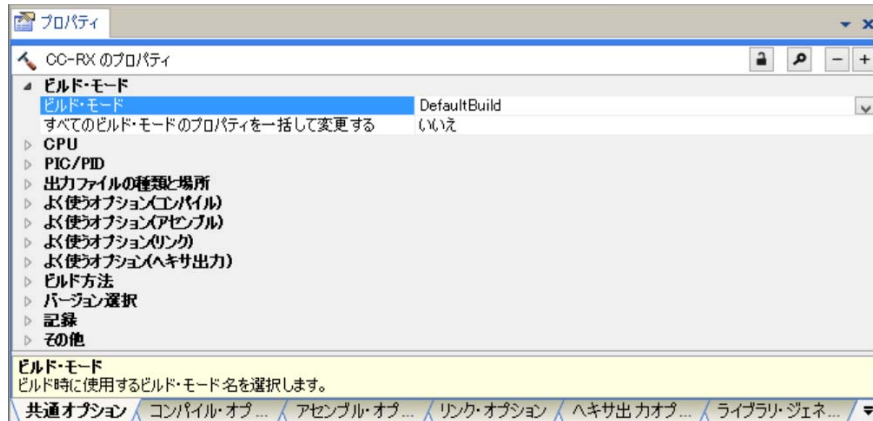 プロパティ
CC-RX のプロパティ
ビルド・モード
ビルド・モード DefaultBuild
すべてのビルド・モードのプロパティを一括して変更する いいえ
CPU
PIC/PID
出力ファイルの種類と場所
よく使うオプション(コンパイル)
よく使うオプション(アセンブル)
よく使うオプション(リンク)
よく使うオプション(ヘキサ出力)
ビルド方法
バージョン選択
記録
その他
ビルド・モード
ビルド時に使用するビルド・モード名を選択します。
共通オプション コンパイル・オプ... アセンブル・オプ... リンク・オプション ヘキサ出力オプ... ライブラリ・ジェネ...